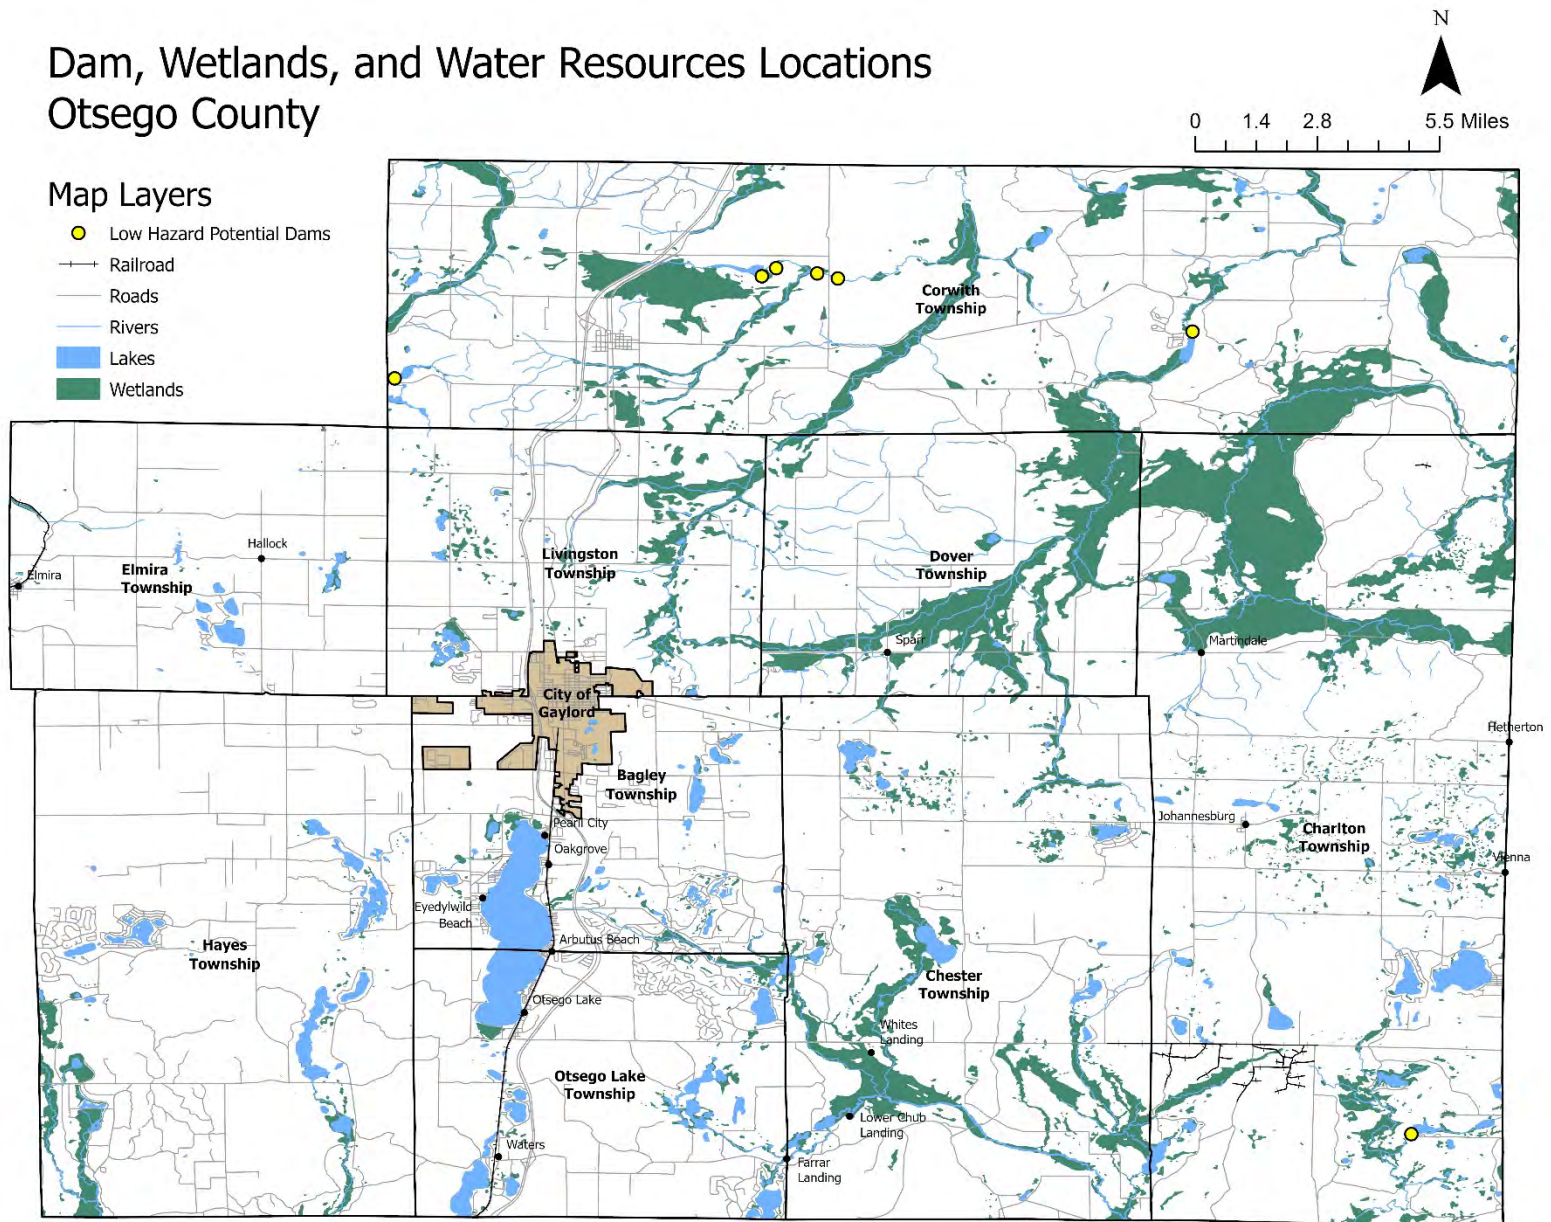 Dam, Wetlands, and Water Resources Locations
Otsego County
N
0 1.4 2.8 5.5 Miles
Map Layers
Low Hazard Potential Dams
Railroad
Roads
Rivers
Lakes
Wetlands
Corwith
Township
Hallock
Elmira
Elmira
Township
Livingston
Township
Dover
Township
Sparr
Martindale
City of
Gaylord
Hetherton
Bagley
Township
Pearll City
Oakgrove
Johannesburg
Charlton
Township
Vienna
Eyedylwild
Beach
Arbutus Beach
Hayes
Township
Chester
Township
Otsego Lake
Whites
Landing
Otsego Lake
Township
Lower Chub
Landing
Waters
Farrar
Landing